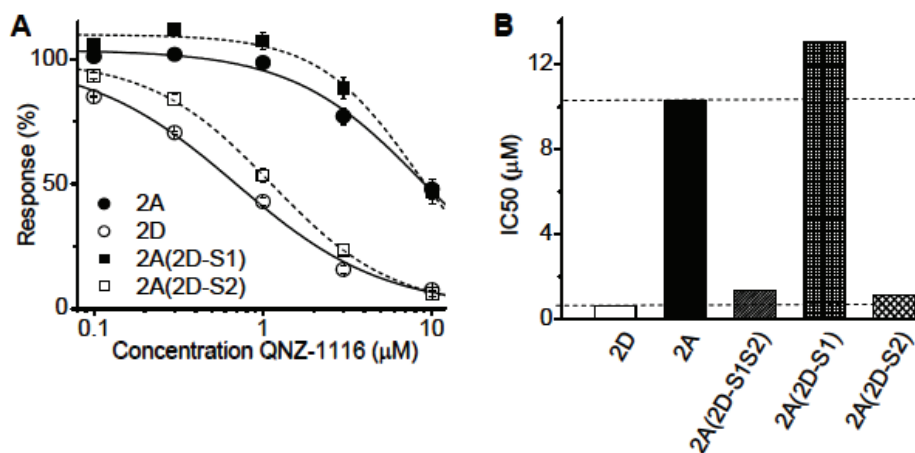 A
Response (%)
100
50
0
2A
2D
2A(2D-S1)
2A(2D-S2)
0.1
1
10
Concentration QNZ-1116 (μM)
B
IC50 (μM)
12
8
4
0
2D
2A
2A(2D-S1S2)
2A(2D-S1)
2A(2D-S2)